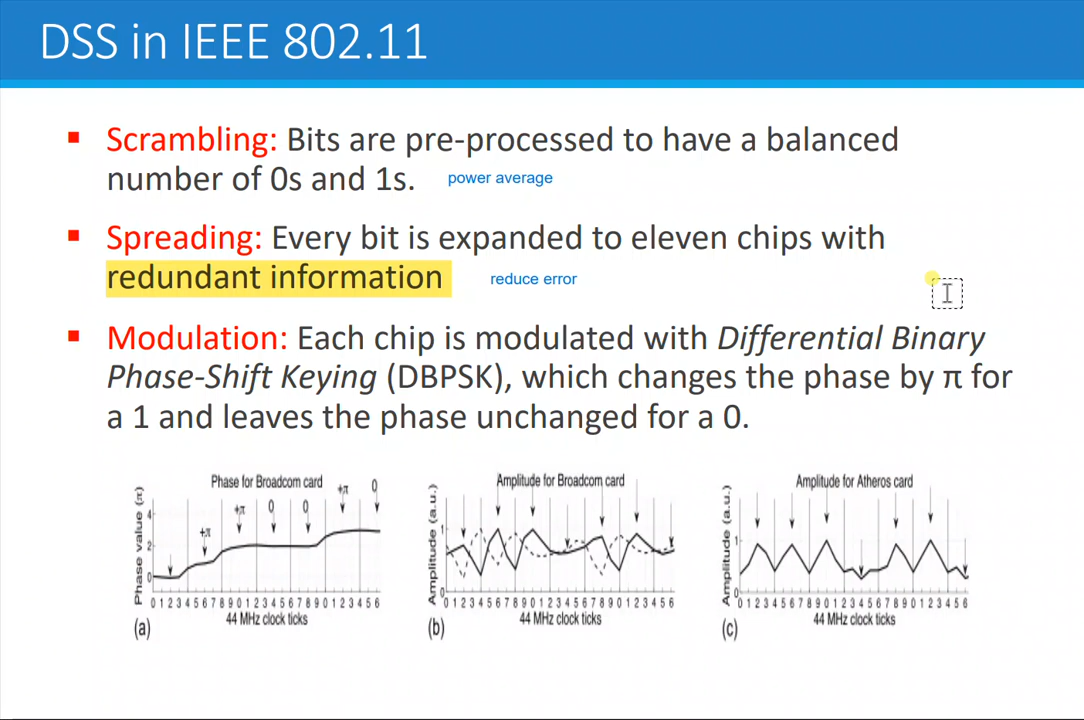 DSS in IEEE 802.11
▪ Scrambling: Bits are pre-processed to have a balanced
number of 0s and 1s. power average
▪ Spreading: Every bit is expanded to eleven chips with
redundant information reduce error
▪ Modulation: Each chip is modulated with Differential Binary
Phase-Shift Keying (DBPSK), which changes the phase by π for
a 1 and leaves the phase unchanged for a 0.
Phase for Broadcom card
Phase value (π)
4
2
0
+π
+π
0
0
+π
0
0 1 2 3 4 5 6 7 8 9 0 1 2 3 4 5 6 7 8 9 0 1 2 3 4 5 6
44 MHz clock ticks
(a)
Amplitude for Broadcom card
Amplitude (a.u.)
1
0
0 1 2 3 4 5 6 7 8 9 0 1 2 3 4 5 6 7 8 9 0 1 2 3 4 5 6
44 MHz clock ticks
(b)
Amplitude for Atheros card
Amplitude (a.u.)
1
0
0 1 2 3 4 5 6 7 8 9 0 1 2 3 4 5 6 7 8 9 0 1 2 3 4 5 6
44 MHz clock ticks
(c)